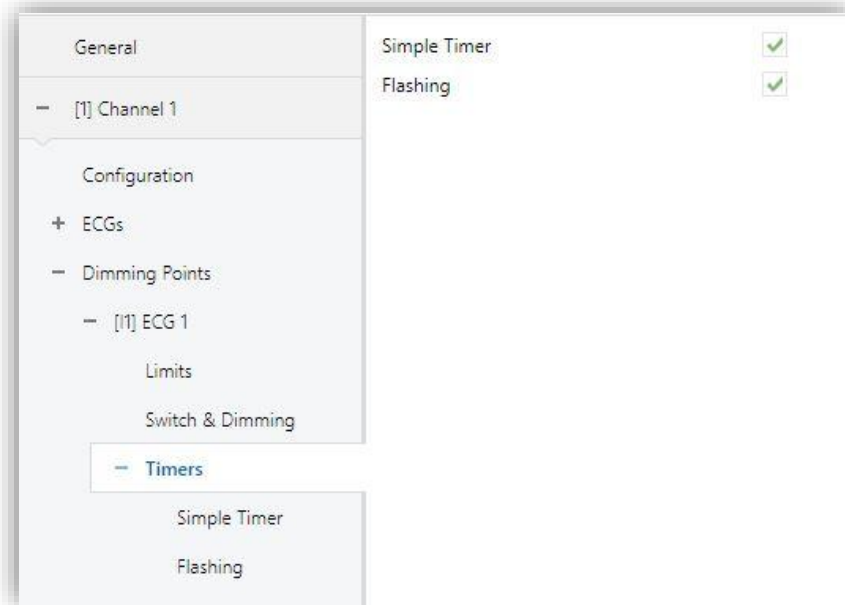 General
[1] Channel 1
Configuration
ECGs
Dimming Points
[I1] ECG 1
Limits
Switch & Dimming
Timers
Simple Timer
Flashing
Simple Timer
Flashing